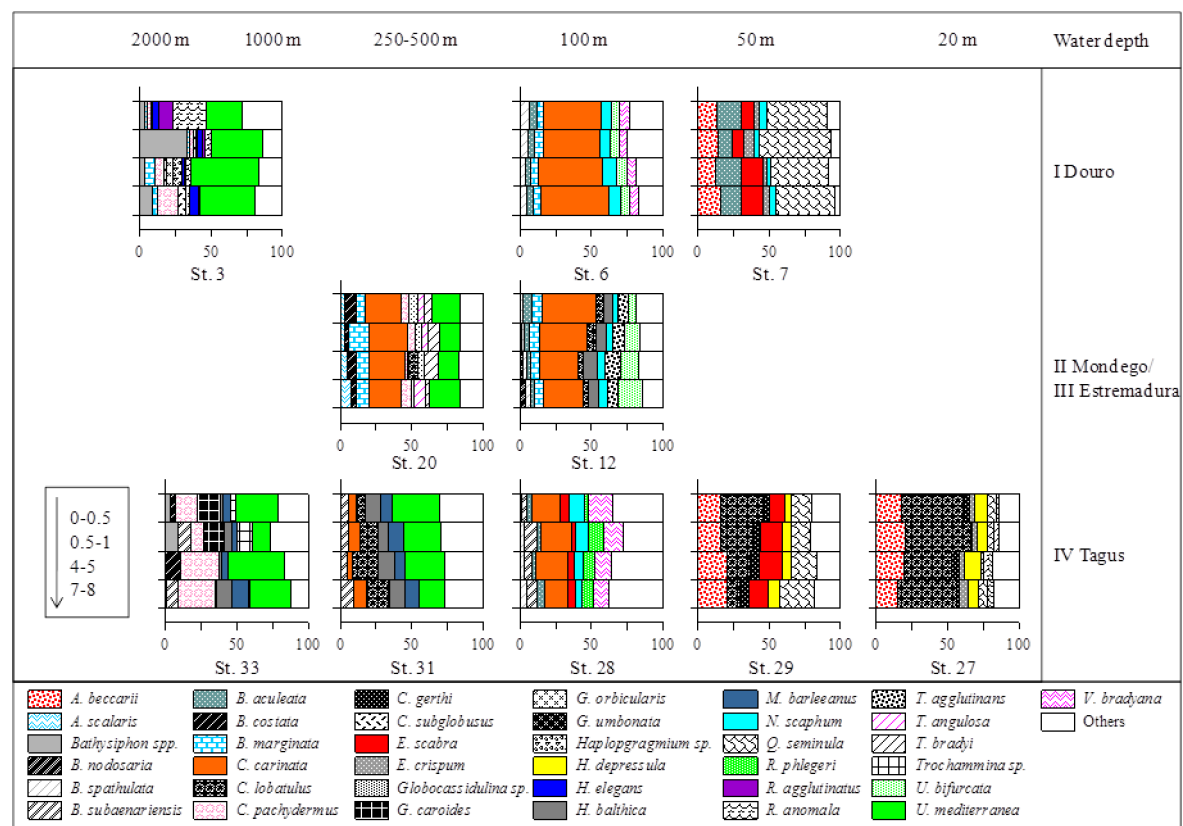 2000 m 1000 m 250-500 m 100 m 50 m 20 m Water depth
I Douro
0 50 100 0 50 100 0 50 100
St. 3 St. 6 St. 7
II Mondego/
III Estremadura
0 50 100 0 50 100
St. 20 St. 12
0-0.5
0.5-1
4-5
7-8
IV Tagus
0 50 100 0 50 100 0 50 100 0 50 100 0 50 100
St. 33 St. 31 St. 28 St. 29 St. 27
A. beccarii B. aculeata C. gerthi G. orbicularis M. barleeanus T. agglutinans V. bradyana
A. scalaris B. costata C. subglobusus G. umbonata N. scaphum T. angulosa Others
Bathysiphon spp. B. marginata E. scabra Haplopgragmium sp. Q. seminula T. bradyi
B. nodosaria C. carinata E. crispum H. depressula R. phlegeri Trochammina sp.
B. spathulata C. lobatulus Globocassidulina sp. H. elegans R. agglutinatus U. bifurcata
B. subaenariensis C. pachydermus G. caroides H. balthica R. anomala U. mediterranea